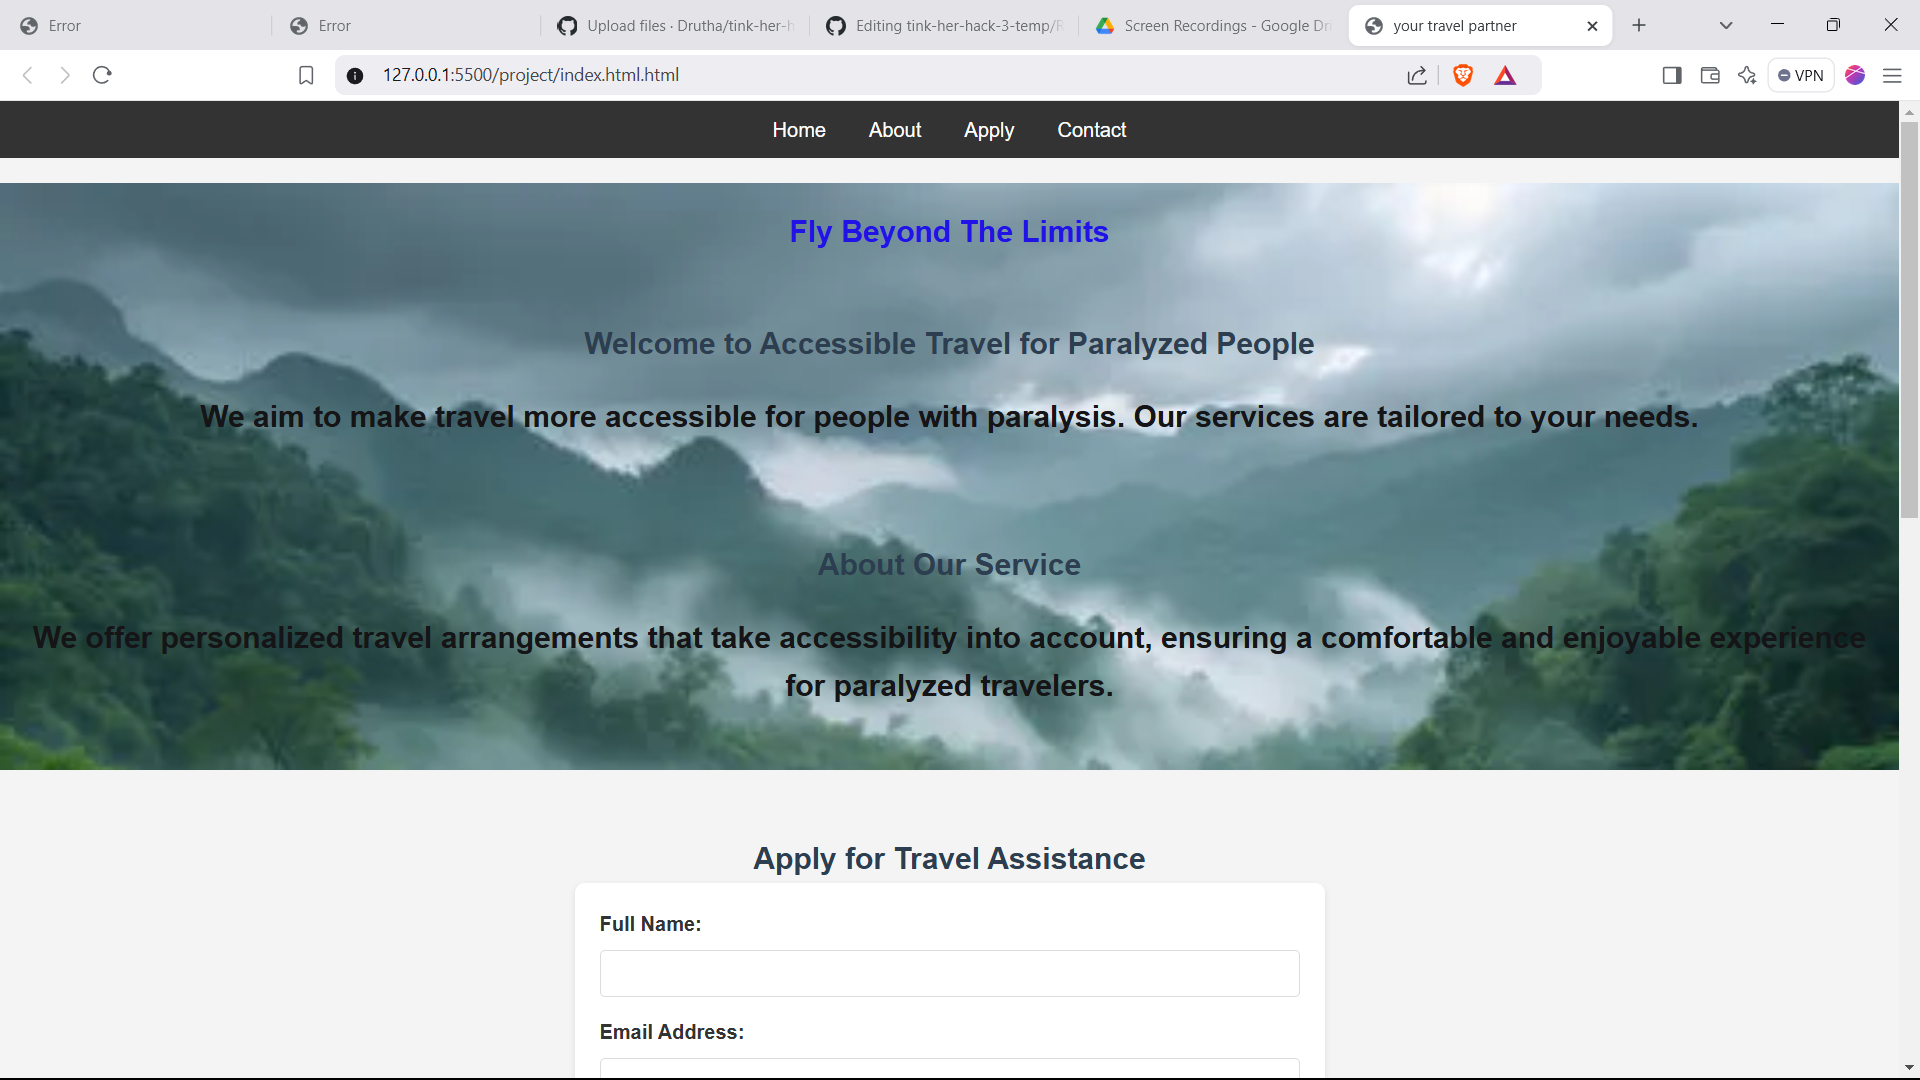 Error
Error
Upload files · Drutha/tink-her-h
Editing tink-her-hack-3-temp/R
Screen Recordings - Google Dri
your travel partner
127.0.0.1:5500/project/index.html.html
VPN
Home
About
Apply
Contact
Fly Beyond The Limits
Welcome to Accessible Travel for Paralyzed People
We aim to make travel more accessible for people with paralysis. Our services are tailored to your needs.
About Our Service
We offer personalized travel arrangements that take accessibility into account, ensuring a comfortable and enjoyable experience
for paralyzed travelers.
Apply for Travel Assistance
Full Name:
Email Address: